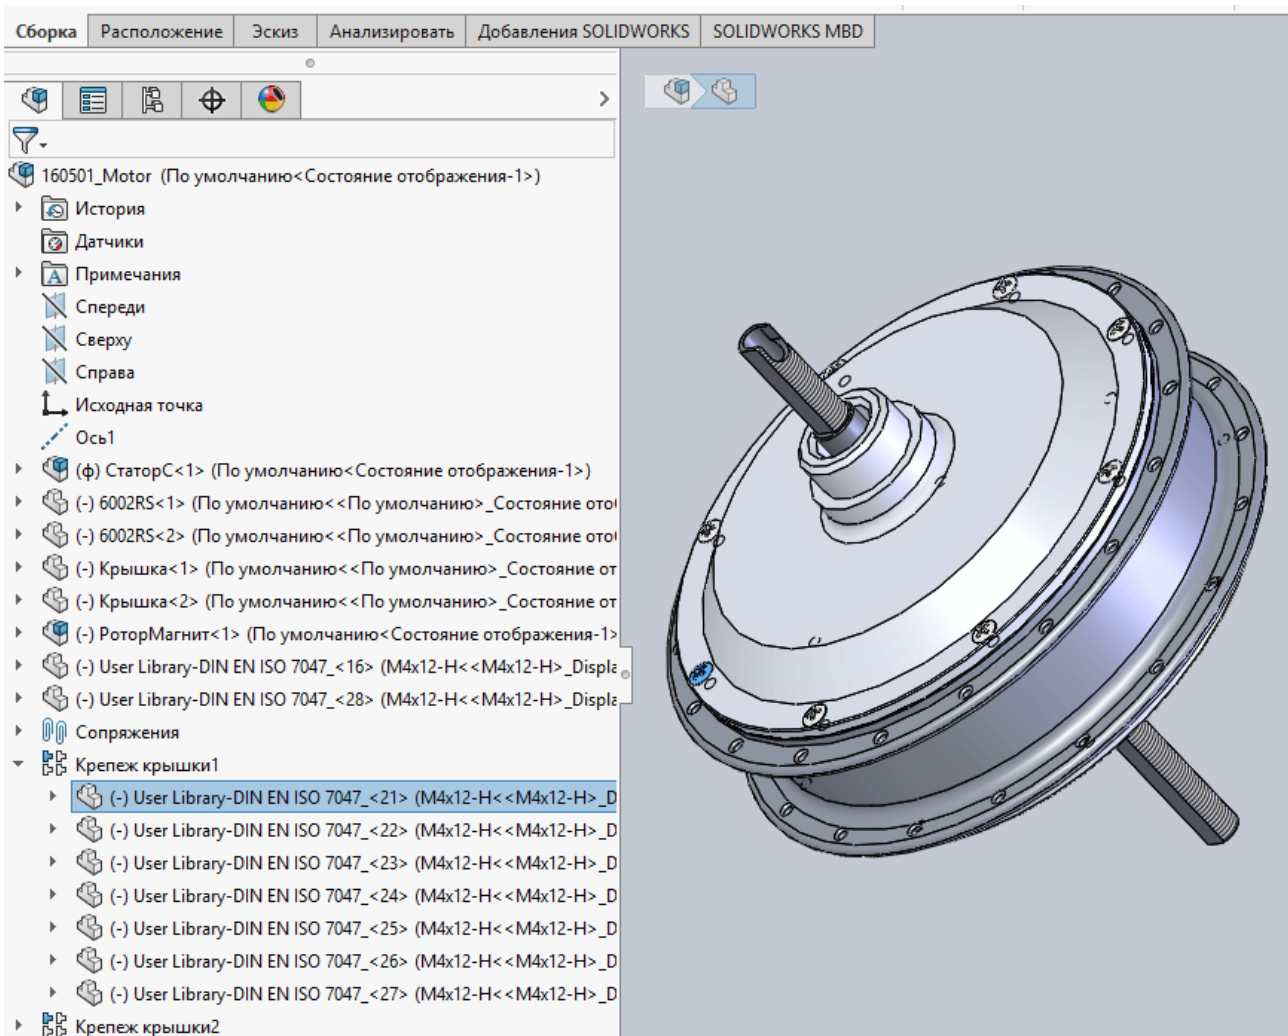 Сборка Расположение Эскиз Анализировать Добавления SOLIDWORKS SOLIDWORKS MBD
160501_Motor (По умолчанию<Состояние отображения-1>)
История
Датчики
Примечания
Спереди
Сверху
Справа
Исходная точка
Ось1
(ф) СтаторС<1> (По умолчанию<Состояние отображения-1>)
(-) 6002RS<1> (По умолчанию<<По умолчанию>_Состояние ото
(-) 6002RS<2> (По умолчанию<<По умолчанию>_Состояние ото
(-) Крышка<1> (По умолчанию<<По умолчанию>_Состояние от
(-) Крышка<2> (По умолчанию<<По умолчанию>_Состояние от
(-) РоторМагнит<1> (По умолчанию<Состояние отображения-1>
(-) User Library-DIN EN ISO 7047_<16> (M4x12-H<<M4x12-H>_Displa
(-) User Library-DIN EN ISO 7047_<28> (M4x12-H<<M4x12-H>_Displa
Сопряжения
Крепеж крышки1
(-) User Library-DIN EN ISO 7047_<21> (M4x12-H<<M4x12-H>_D
(-) User Library-DIN EN ISO 7047_<22> (M4x12-H<<M4x12-H>_D
(-) User Library-DIN EN ISO 7047_<23> (M4x12-H<<M4x12-H>_D
(-) User Library-DIN EN ISO 7047_<24> (M4x12-H<<M4x12-H>_D
(-) User Library-DIN EN ISO 7047_<25> (M4x12-H<<M4x12-H>_D
(-) User Library-DIN EN ISO 7047_<26> (M4x12-H<<M4x12-H>_D
(-) User Library-DIN EN ISO 7047_<27> (M4x12-H<<M4x12-H>_D
Крепеж крышки2